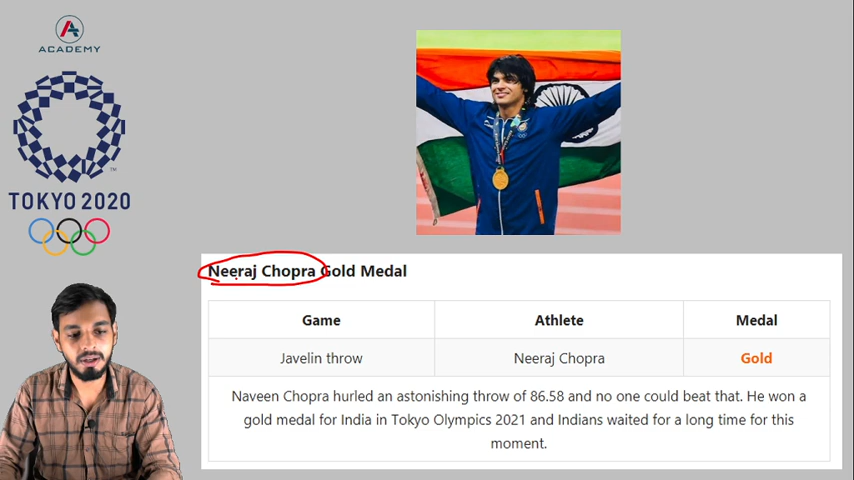 ACADEMY
TOKYO 2020
Neeraj Chopra Gold Medal
Game Athlete Medal
Javelin throw Neeraj Chopra Gold
Naveen Chopra hurled an astonishing throw of 86.58 and no one could beat that. He won a
gold medal for India in Tokyo Olympics 2021 and Indians waited for a long time for this
moment.